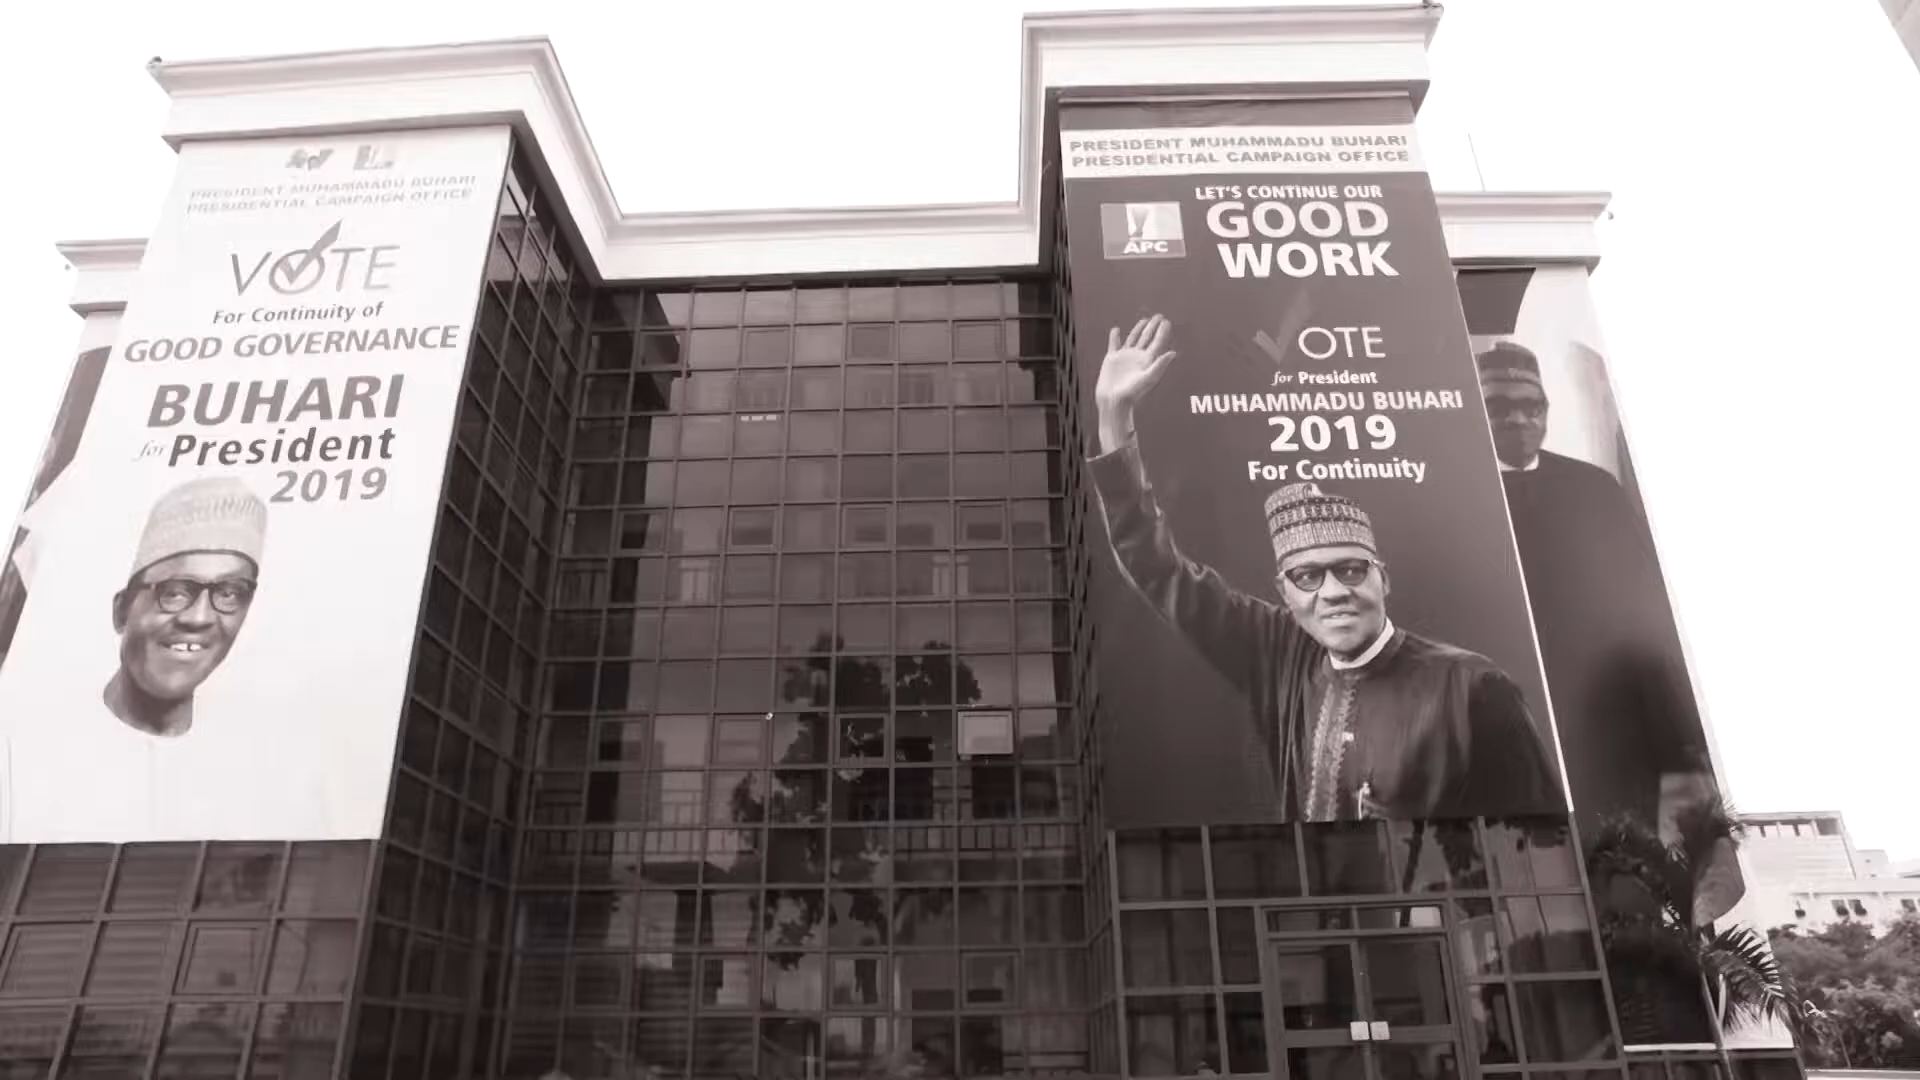 PRESIDENT MUHAMMADU BUHARI
PRESIDENTIAL CAMPAIGN OFFICE
VOTE
For Continuity of
GOOD GOVERNANCE
BUHARI
for President
2019
PRESIDENT MUHAMMADU BUHARI
PRESIDENTIAL CAMPAIGN OFFICE
LET'S CONTINUE OUR
GOOD
WORK
APC
VOTE
for President
MUHAMMADU BUHARI
2019
For Continuity